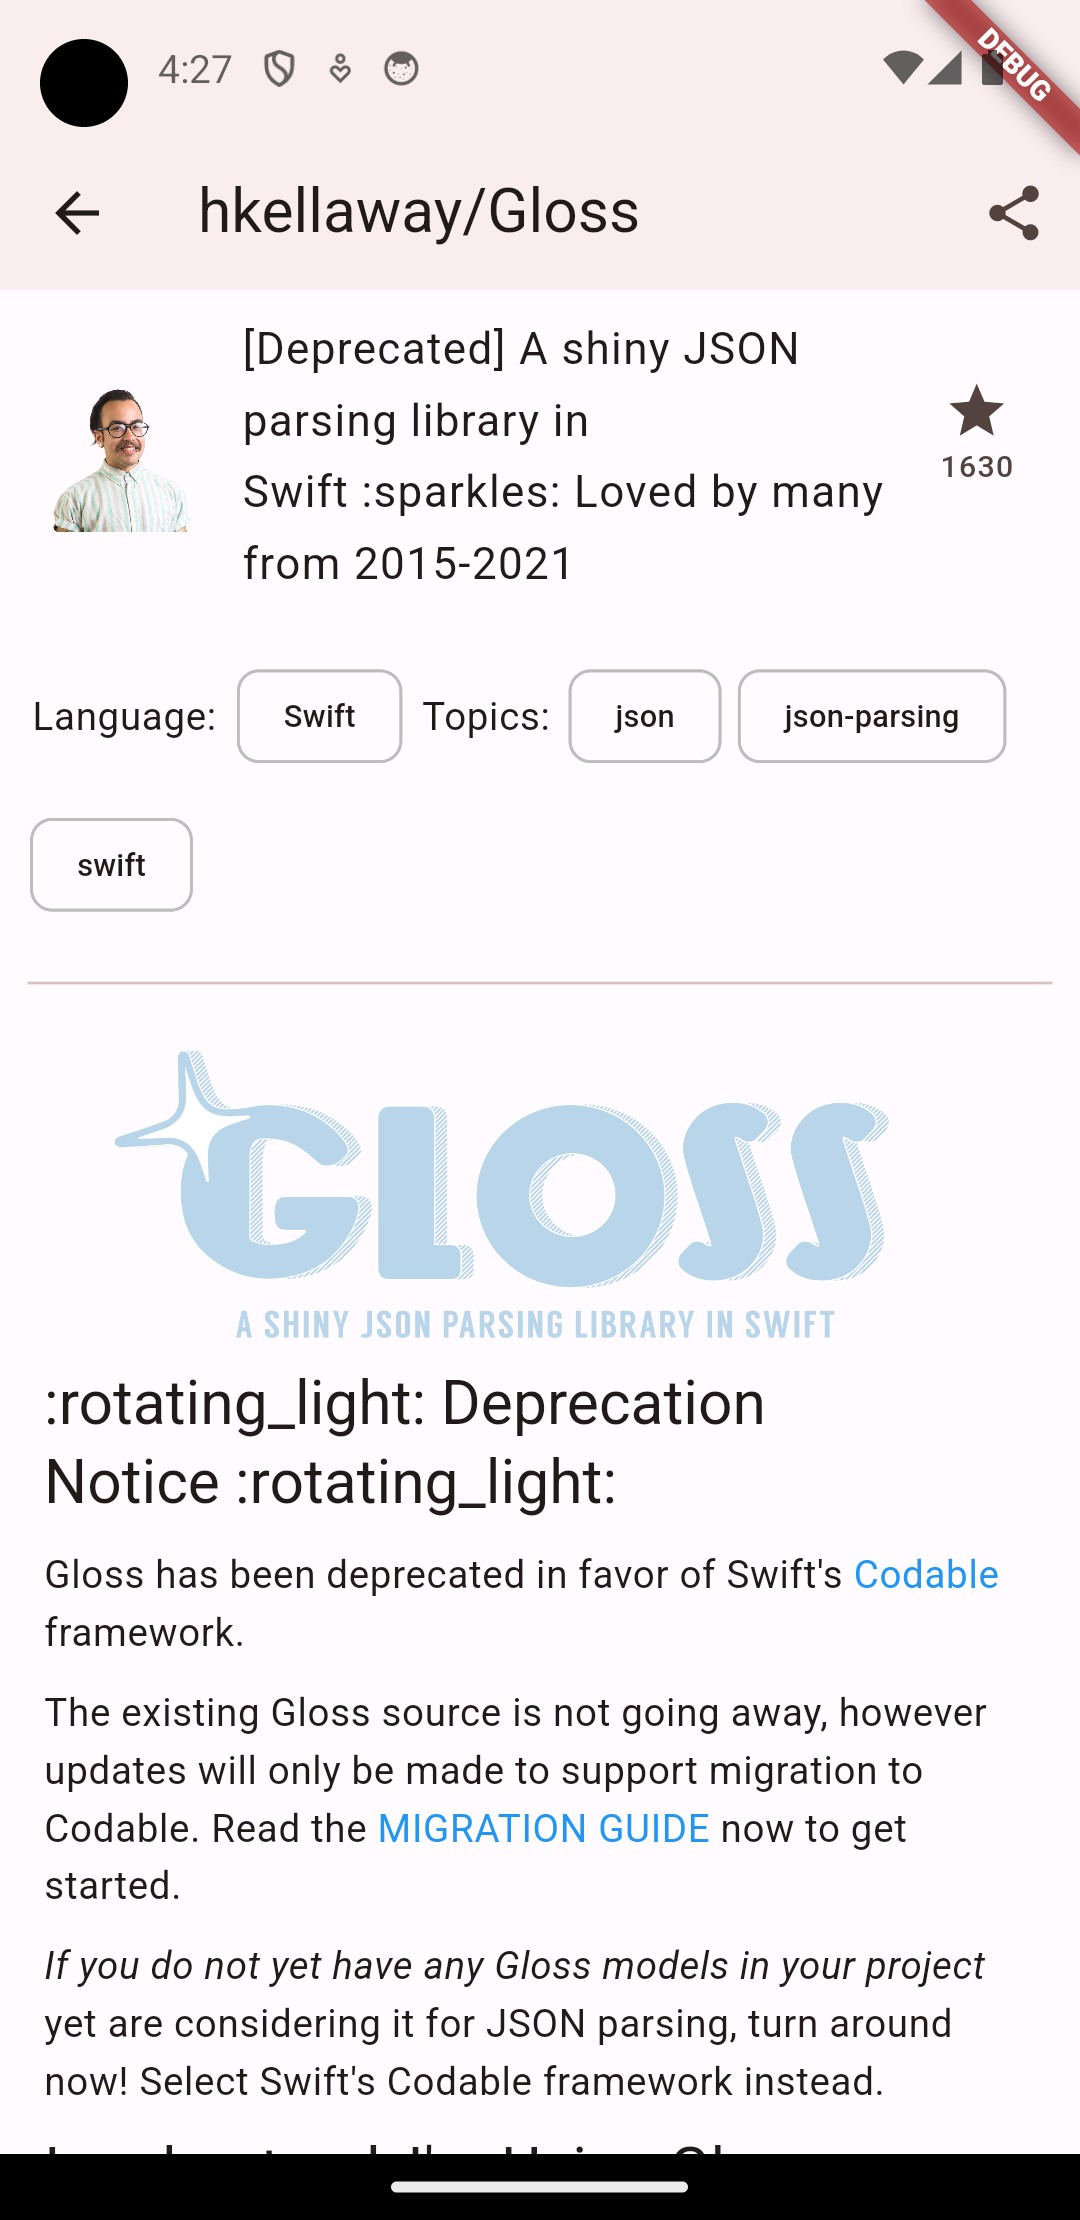 4:27
DEBUG
hkellaway/Gloss
[Deprecated] A shiny JSON
parsing library in
Swift :sparkles: Loved by many
from 2015-2021
1630
Language: Swift Topics: json json-parsing
swift
GLOSS
A SHINY JSON PARSING LIBRARY IN SWIFT
:rotating_light: Deprecation
Notice :rotating_light:
Gloss has been deprecated in favor of Swift's Codable
framework.
The existing Gloss source is not going away, however
updates will only be made to support migration to
Codable. Read the MIGRATION GUIDE now to get
started.
If you do not yet have any Gloss models in your project
yet are considering it for JSON parsing, turn around
now! Select Swift's Codable framework instead.